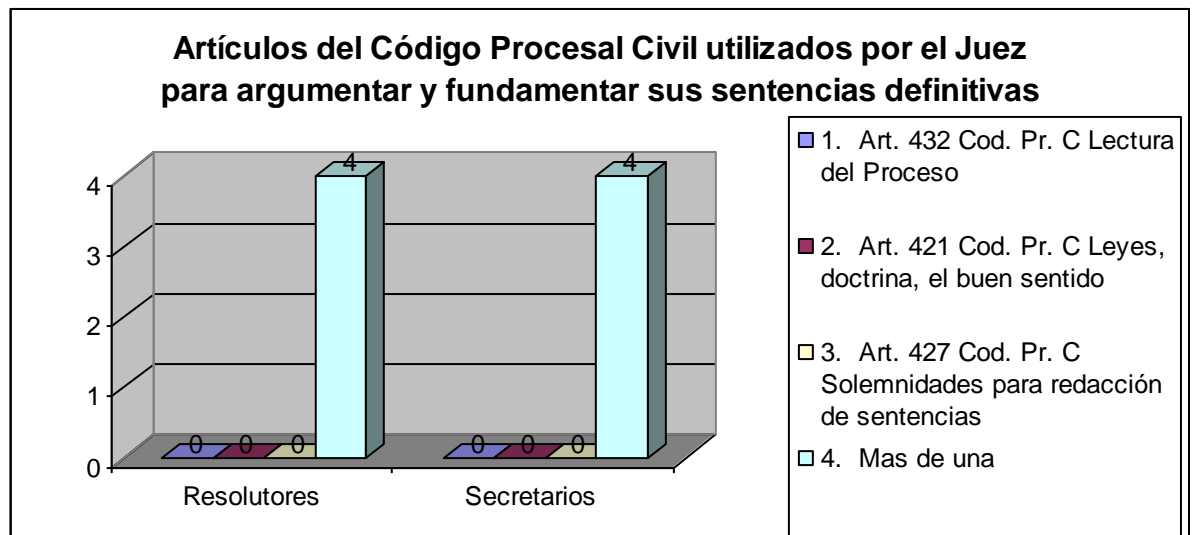 Artículos del Código Procesal Civil utilizados por el Juez
para argumentar y fundamentar sus sentencias definitivas
4
3
2
1
0
0 0 0 4
0 0 0 4
Resolutores Secretarios
1. Art. 432 Cod. Pr. C Lectura
del Proceso
2. Art. 421 Cod. Pr. C Leyes,
doctrina, el buen sentido
3. Art. 427 Cod. Pr. C
Solemnidades para redacción
de sentencias
4. Mas de una